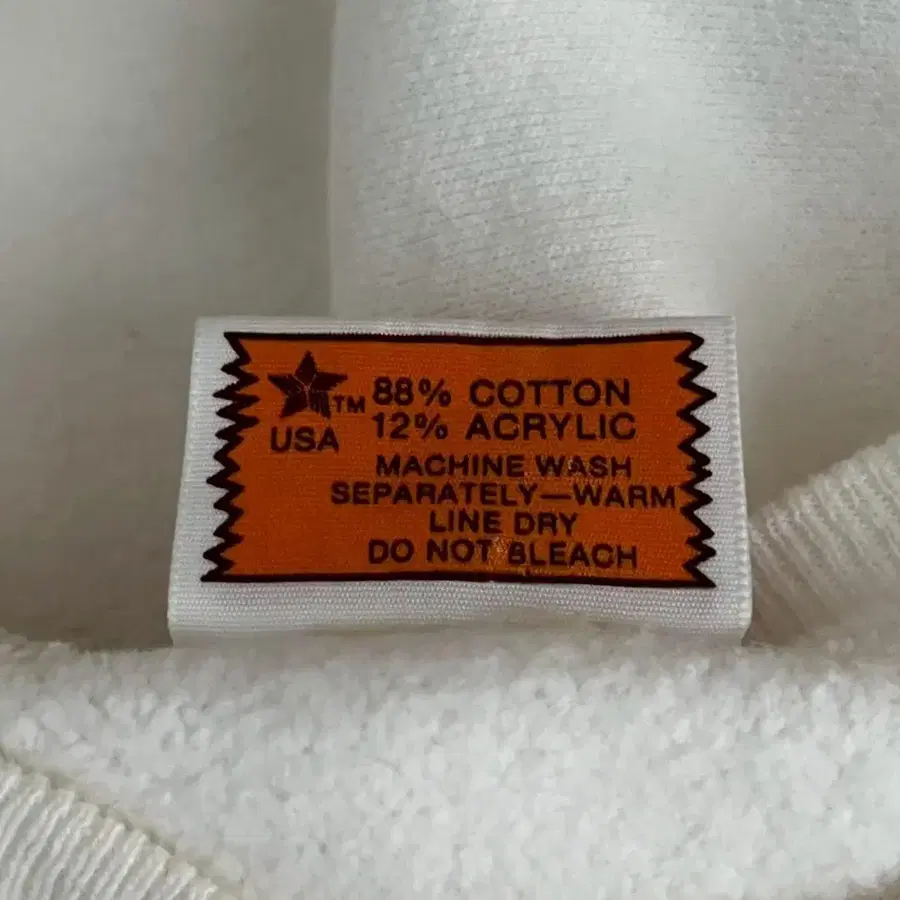 TM 88% COTTON
USA 12% ACRYLIC
MACHINE WASH
SEPARATELY—WARM
LINE DRY
DO NOT BLEACH